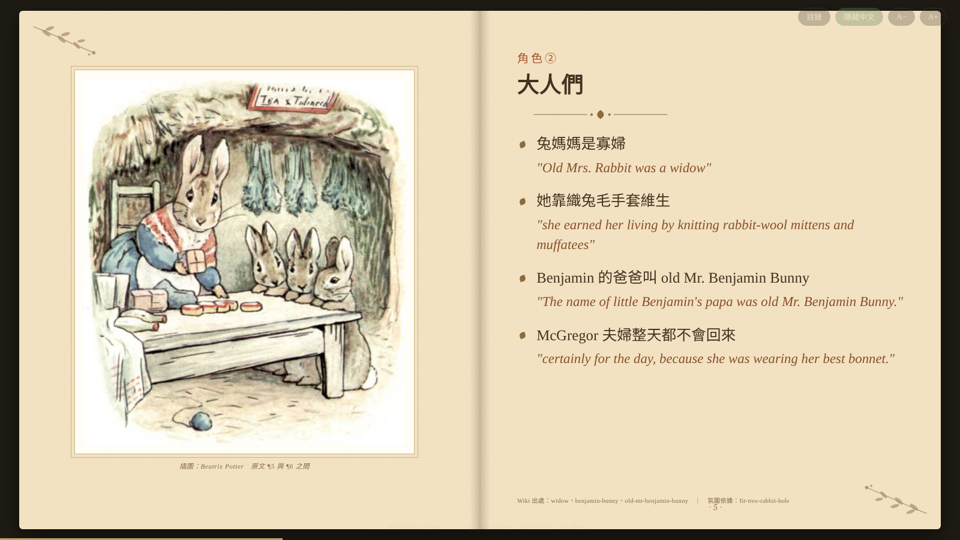 目錄
隱藏中文
A−
A+
TEA & Tobacco
插圖：Beatrix Potter 原文 ¶5 與 ¶6 之間
角色②
大人們
兔媽媽是寡婦
"Old Mrs. Rabbit was a widow"
她靠織兔毛手套維生
"she earned her living by knitting rabbit-wool mittens and
muffatees"
Benjamin 的爸爸叫 old Mr. Benjamin Bunny
"The name of little Benjamin's papa was old Mr. Benjamin Bunny."
McGregor 夫婦整天都不會回來
"certainly for the day, because she was wearing her best bonnet."
Wiki 出處：widow、benjamin-bunny、old-mr-benjamin-bunny | 氛圍依據：fir-tree-rabbit-hole
· 5 ·